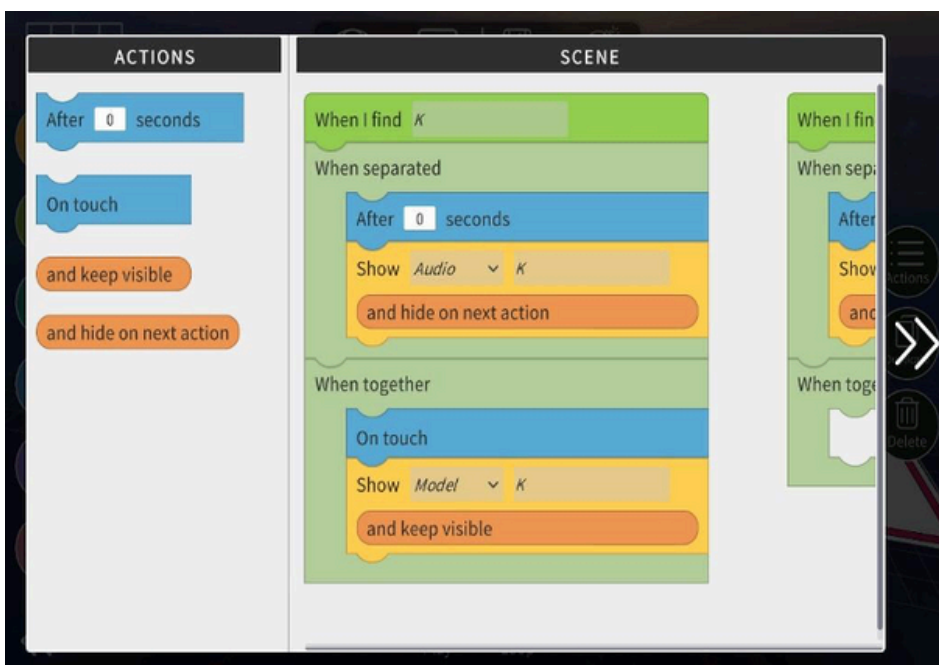 ACTIONS
After 0 seconds
On touch
and keep visible
and hide on next action
SCENE
When I find K
When separated
After 0 seconds
Show Audio K
and hide on next action
When together
On touch
Show Model K
and keep visible
When I fin
When sepa
After
Show
and
When toge
Actions
Delete